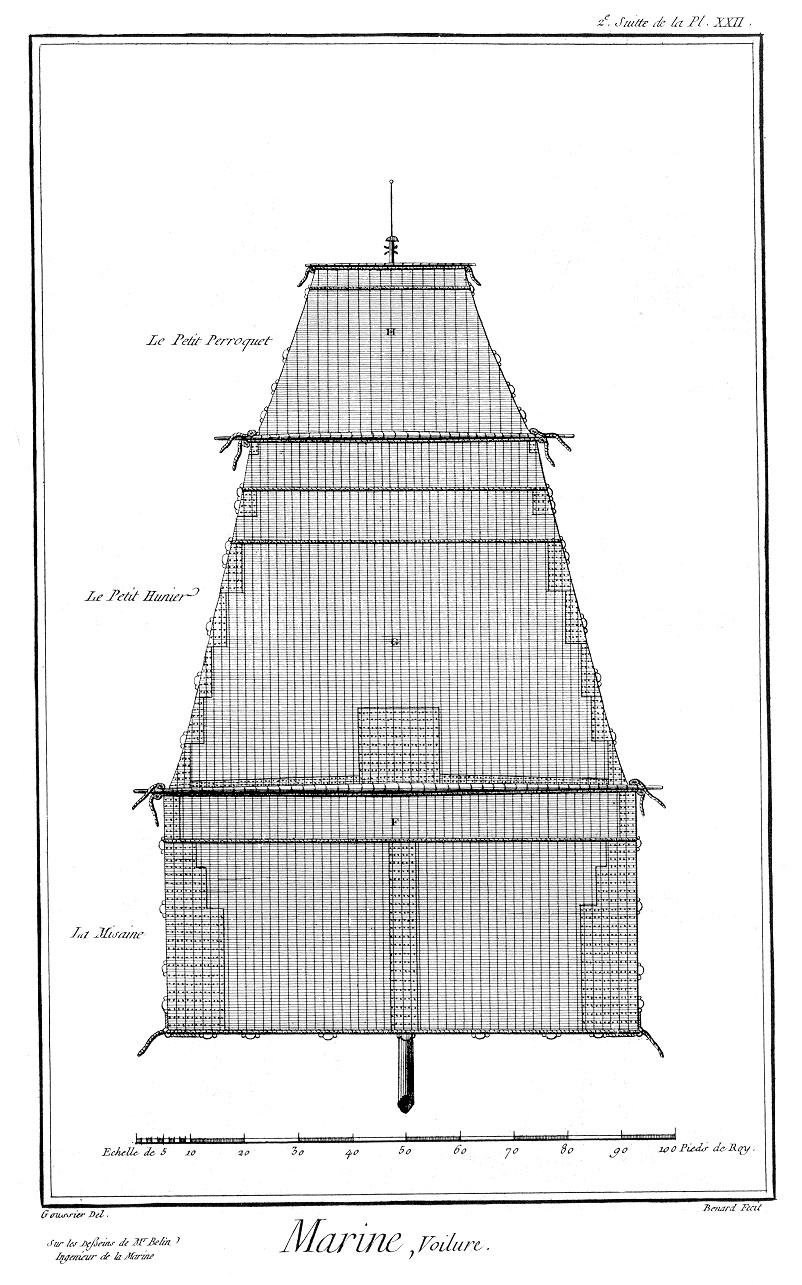 2.e Suitte de la Pl. XXII.
Le Petit Perroquet
H
Le Petit Hunier
G
F
La Misaine
Echelle de 5 10 20 30 40 50 60 70 80 90 100 Pieds de Roy.
Goussier Del.
Benard Fecit
Sur les Desseins de Mr. Belin
Ingenieur de la Marine
Marine, Voilure.